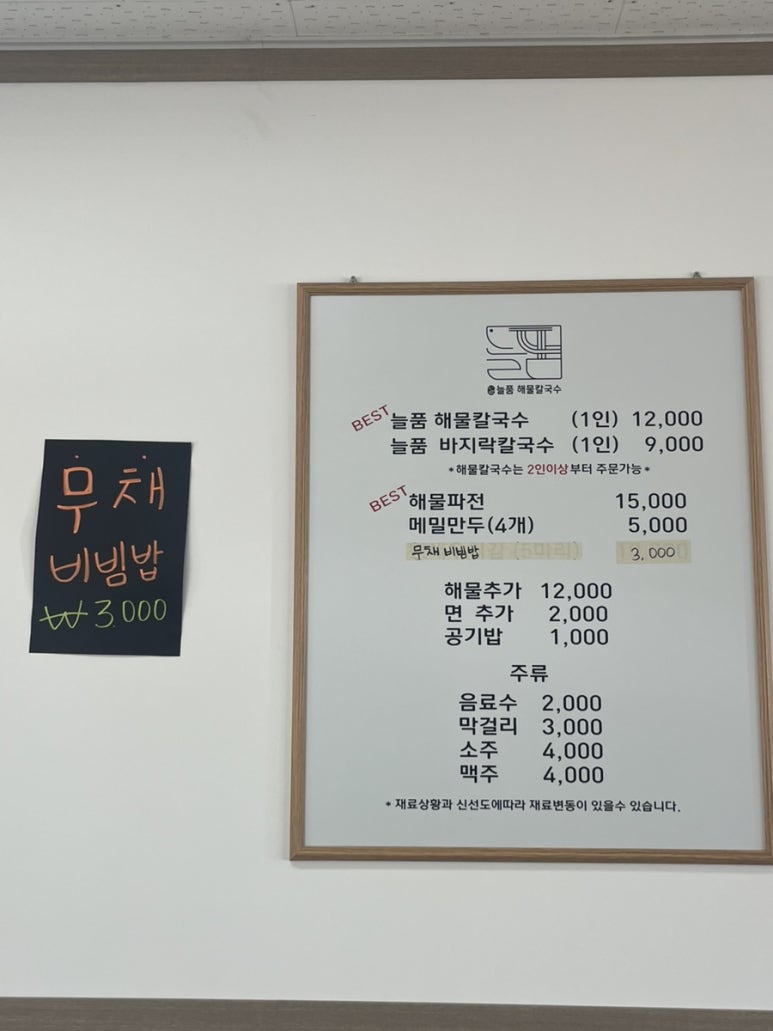 무채
비빔밥
₩3.000
늘품 해물칼국수
BEST 늘품 해물칼국수 (1인) 12,000
늘품 바지락칼국수 (1인) 9,000
*해물칼국수는 2인이상부터 주문가능*
BEST 해물파전 15,000
메밀만두(4개) 5,000
무채비빔밥 3,000
해물추가 12,000
면 추가 2,000
공기밥 1,000
주류
음료수 2,000
막걸리 3,000
소주 4,000
맥주 4,000
* 재료상황과 신선도에따라 재료변동이 있을수 있습니다.